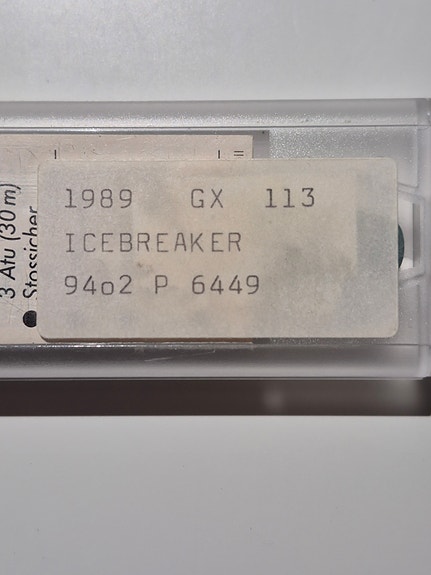 1989 GX 113
ICEBREAKER
94o2 P 6449
3 Atu (30 m)
Stossicher